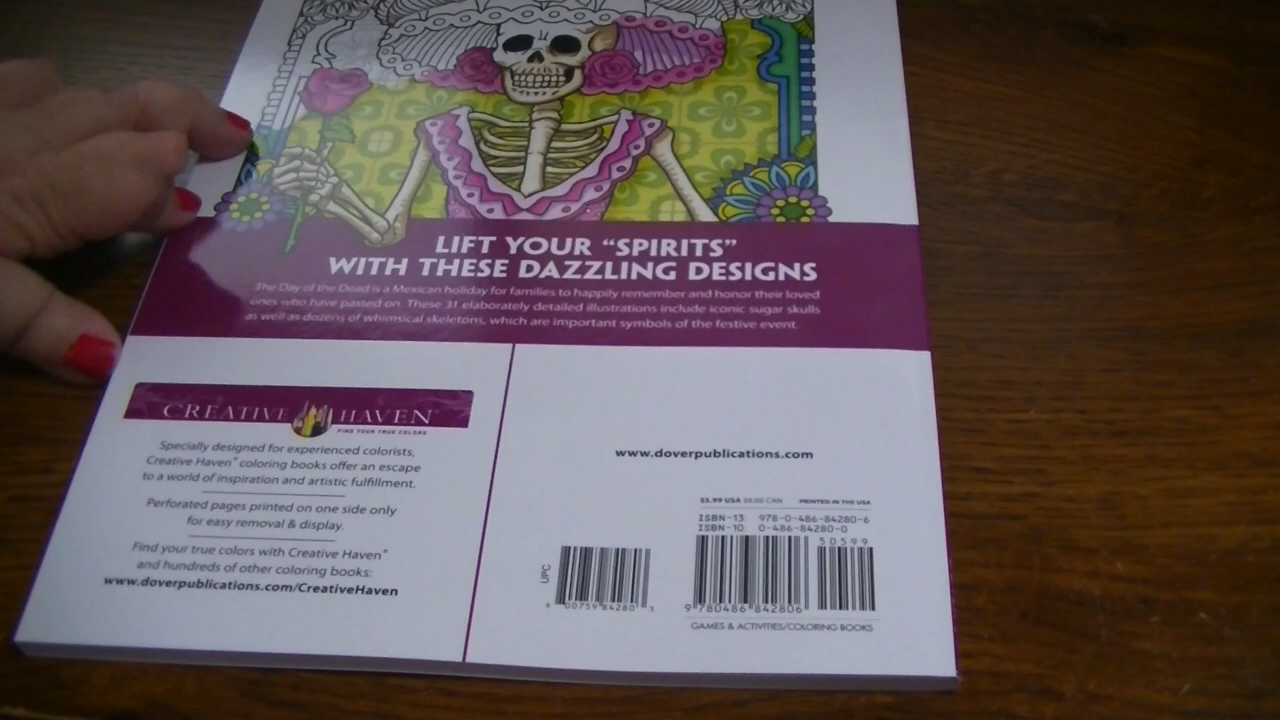 LIFT YOUR “SPIRITS”
WITH THESE DAZZLING DESIGNS
The Day of the Dead is a Mexican holiday for families to happily remember and honor their loved
ones who have passed on. These 31 elaborately detailed illustrations include iconic sugar skulls
as well as dozens of whimsical skeletons, which are important symbols of the festive event.
CREATIVE HAVEN®
FIND YOUR TRUE COLORS
Specially designed for experienced colorists,
Creative Haven® coloring books offer an escape
to a world of inspiration and artistic fulfillment.
Perforated pages printed on one side only
for easy removal & display.
Find your true colors with Creative Haven®
and hundreds of other coloring books:
www.doverpublications.com/CreativeHaven
www.doverpublications.com
$5.99 USA $8.00 CAN PRINTED IN THE USA
ISBN-13: 978-0-486-84280-6
ISBN-10: 0-486-84280-0
50599
UPC
8 00759 84280
9 780486 842806
GAMES & ACTIVITIES/COLORING BOOKS